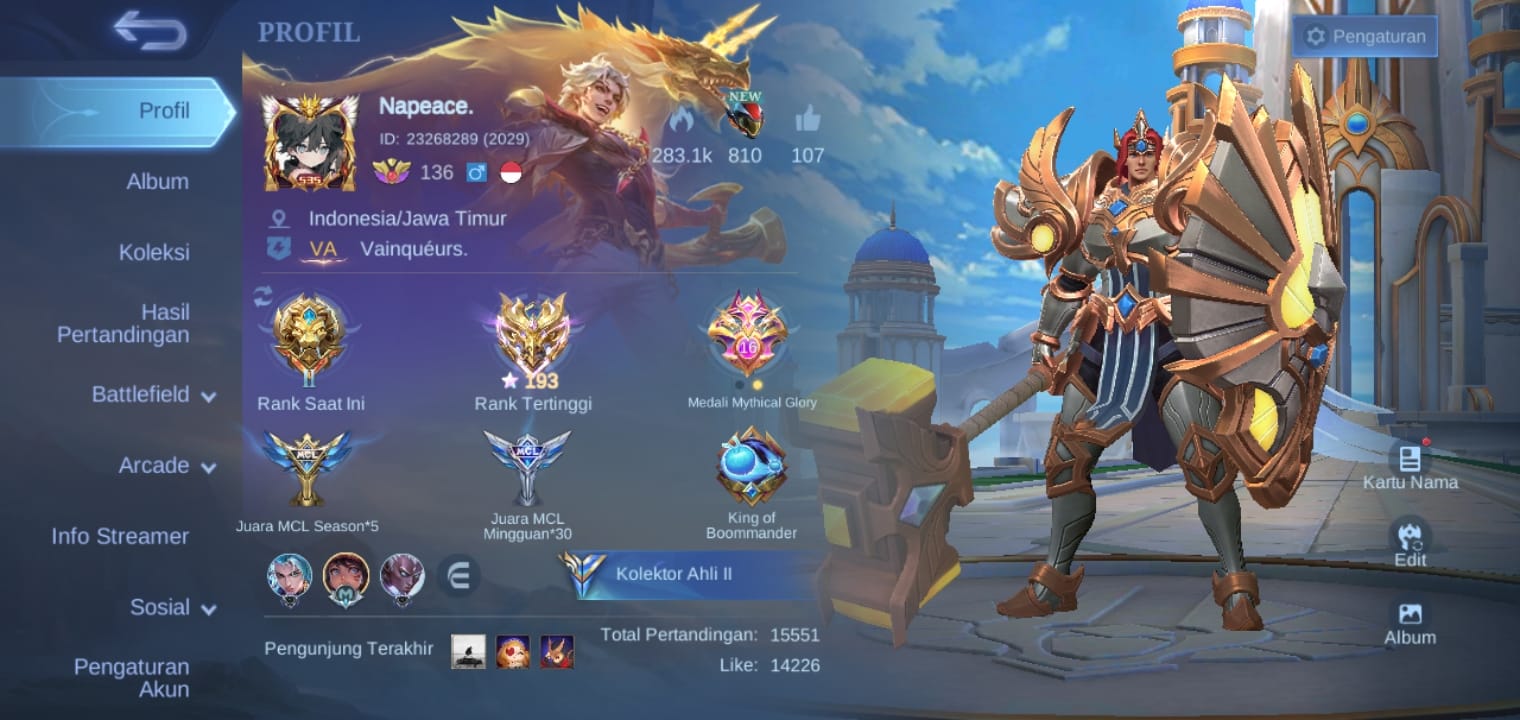 PROFIL
Pengaturan
Profil
Album
Koleksi
Hasil
Pertandingan
Battlefield
Arcade
Info Streamer
Sosial
Pengaturan
Akun
535
Napeace.
ID: 23268289 (2029)
136
NEW
283.1k 810 107
Indonesia/Jawa Timur
VA Vainquéurs.
II
193
16
Rank Saat Ini
Rank Tertinggi
Medali Mythical Glory
MCL
MCL
Juara MCL Season*5
Juara MCL
Mingguan*30
King of
Boommander
M
Kolektor Ahli II
Pengunjung Terakhir
Total Pertandingan: 15551
Like: 14226
Kartu Nama
Edit
Album